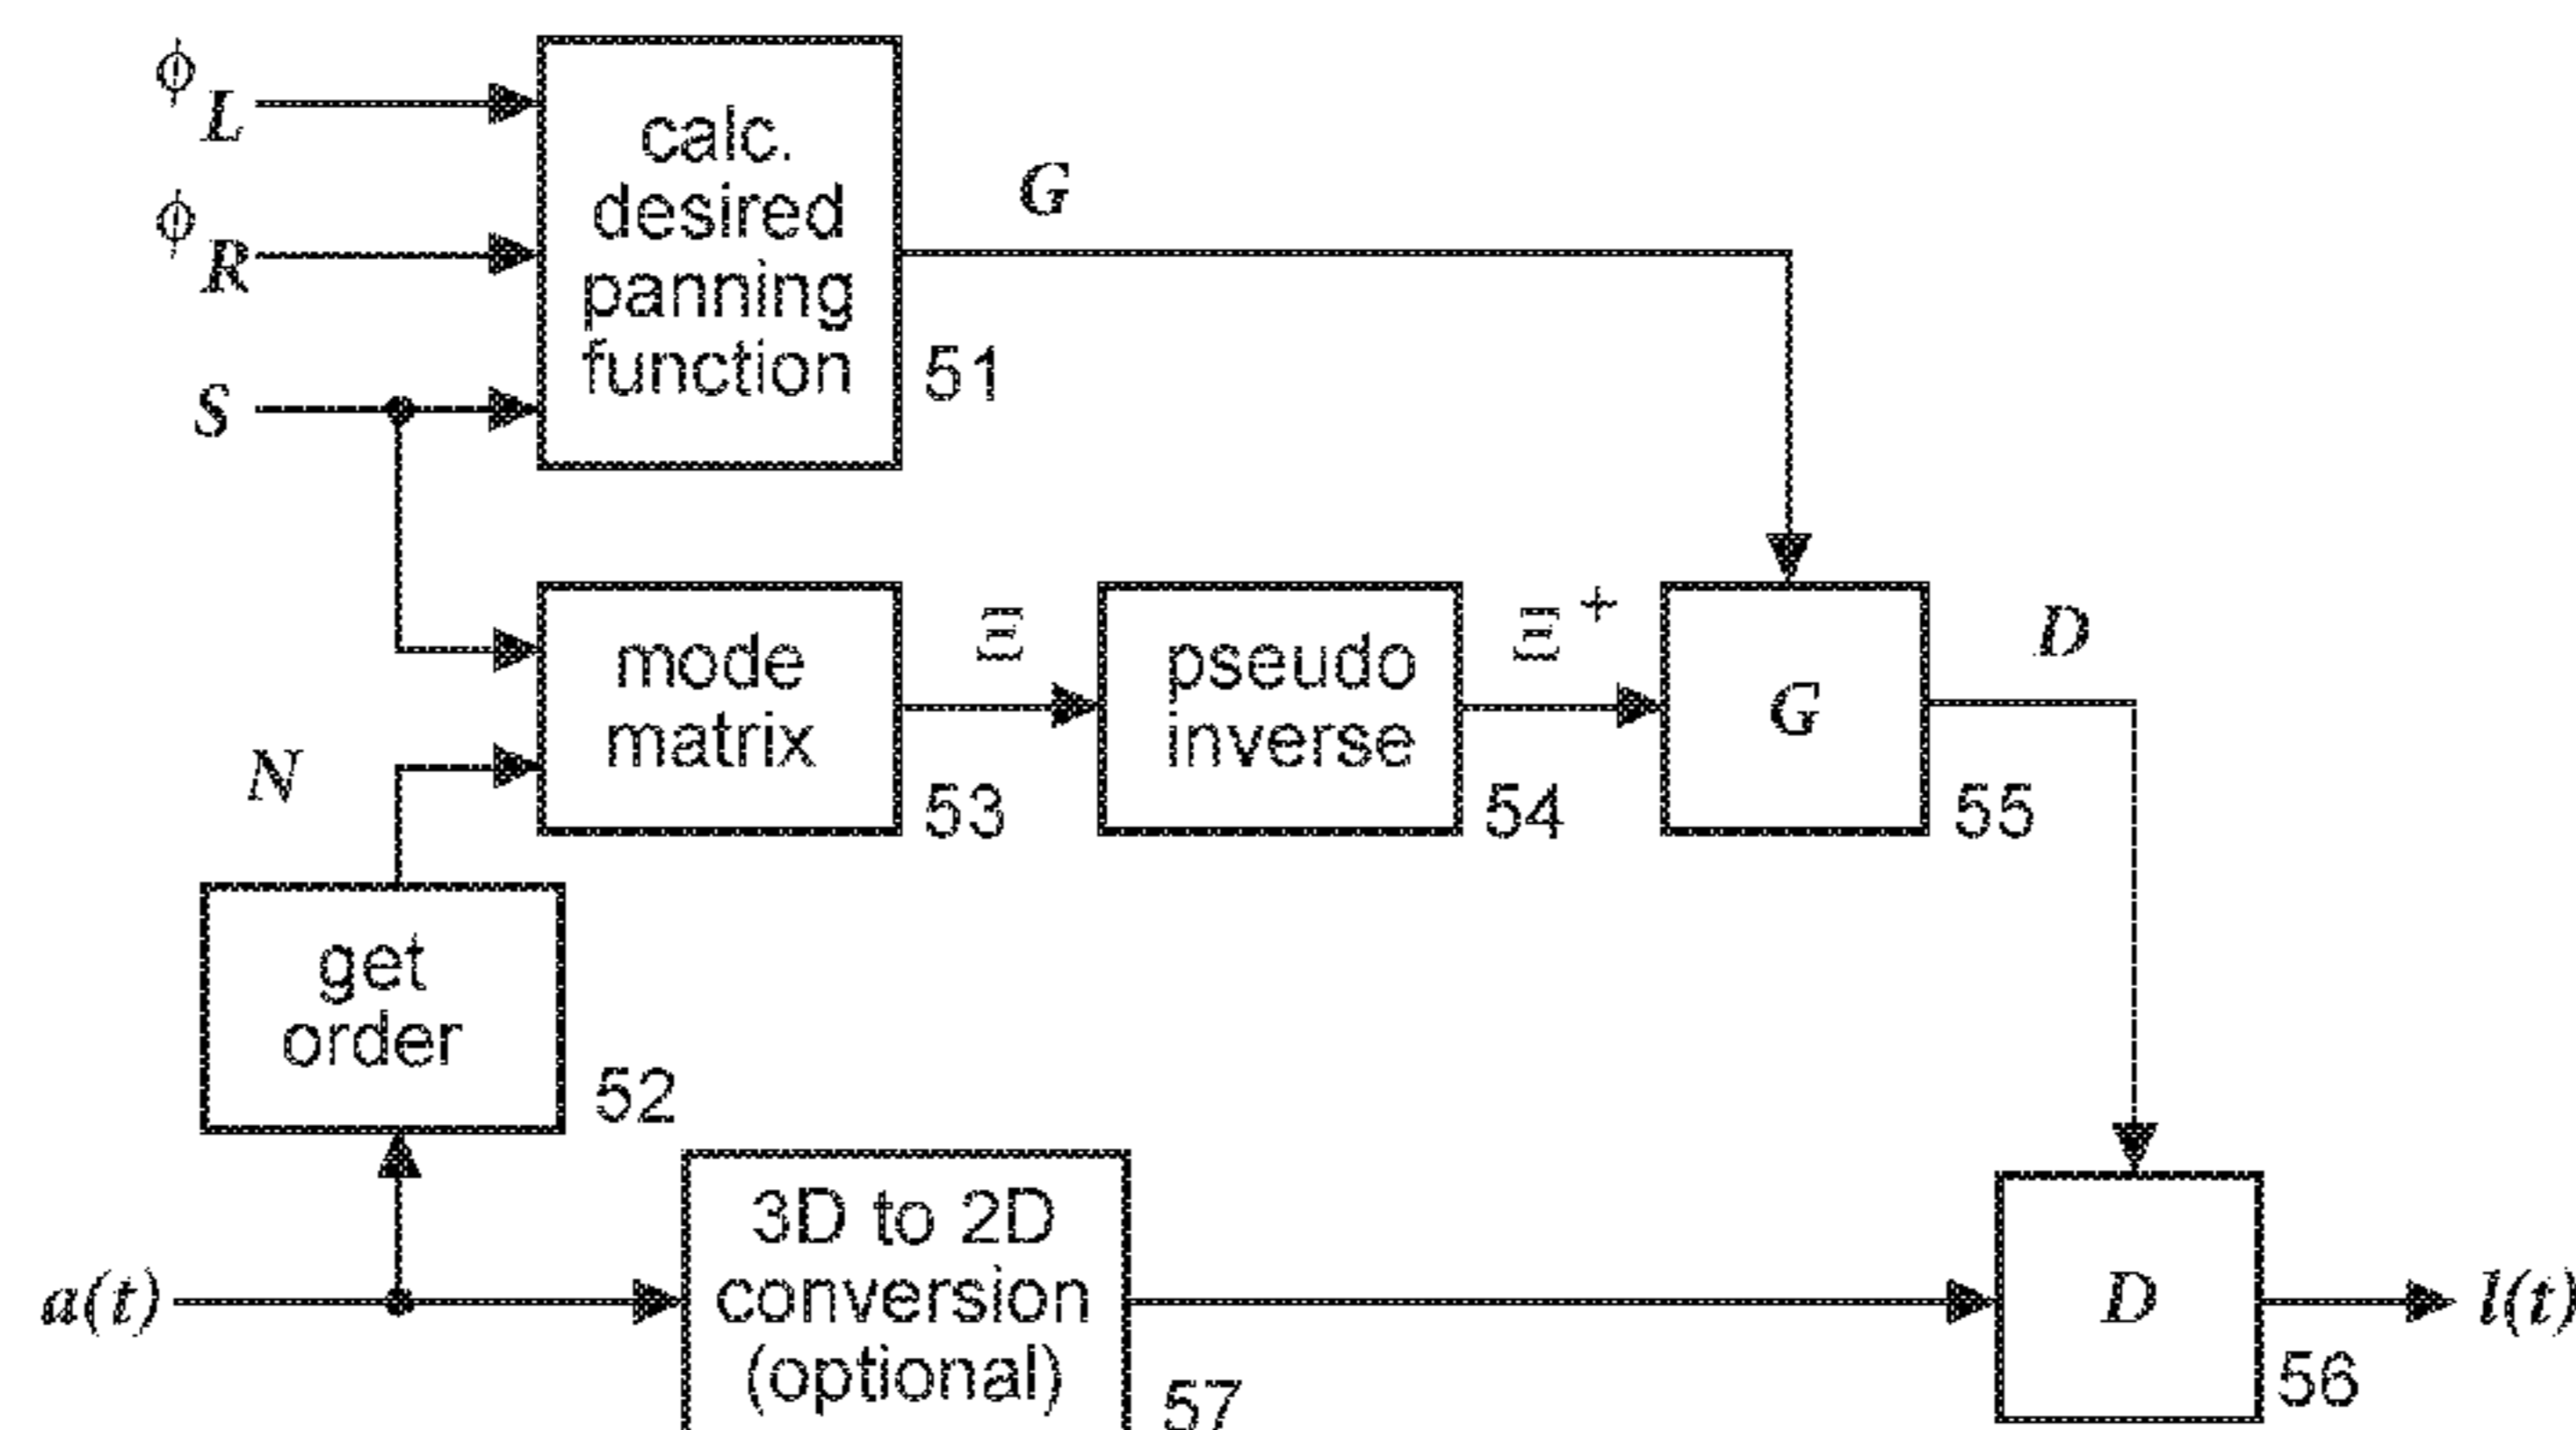 ϕL
calc.
desired
panning
function
51
G
ϕR
S
mode
matrix
53
Ξ
pseudo
inverse
54
Ξ+
G
55
D
N
get
order
52
a(t)
3D to 2D
conversion
(optional)
57
D
56
l(t)